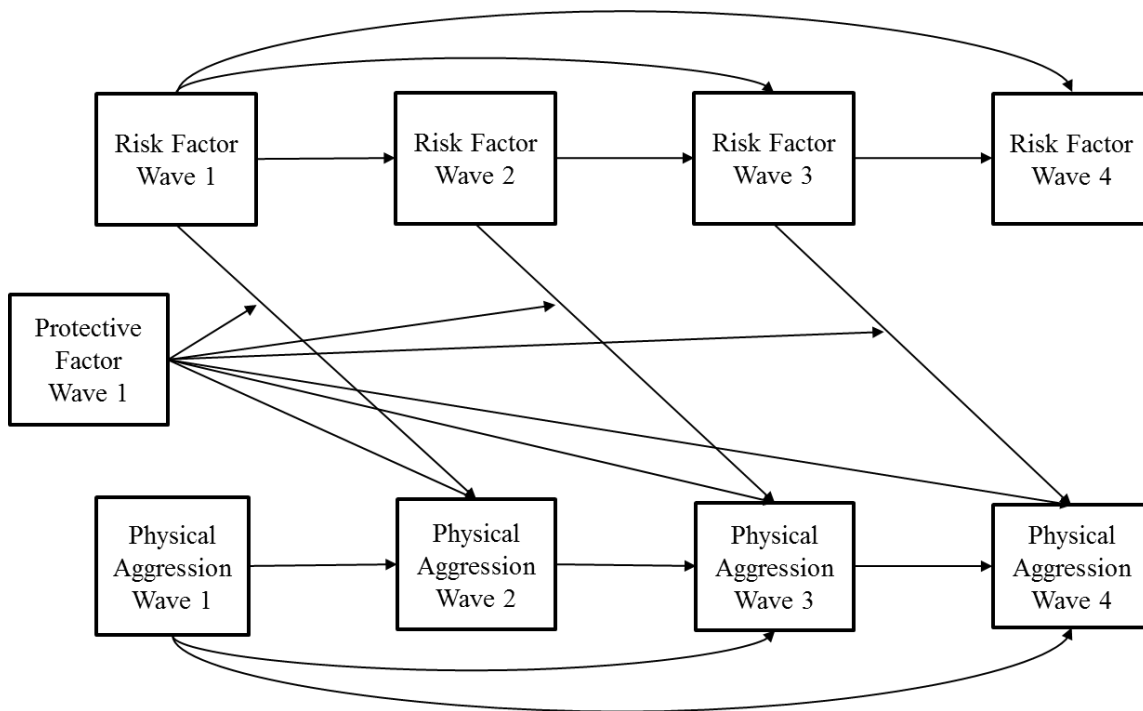 Risk Factor
Wave 1
Risk Factor
Wave 2
Risk Factor
Wave 3
Risk Factor
Wave 4
Protective
Factor
Wave 1
Physical
Aggression
Wave 1
Physical
Aggression
Wave 2
Physical
Aggression
Wave 3
Physical
Aggression
Wave 4